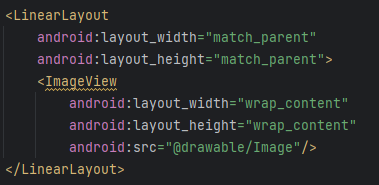 <LinearLayout
    android:layout_width="match_parent"
    android:layout_height="match_parent">
    <ImageView
        android:layout_width="wrap_content"
        android:layout_height="wrap_content"
        android:src="@drawable/Image"/>
</LinearLayout>